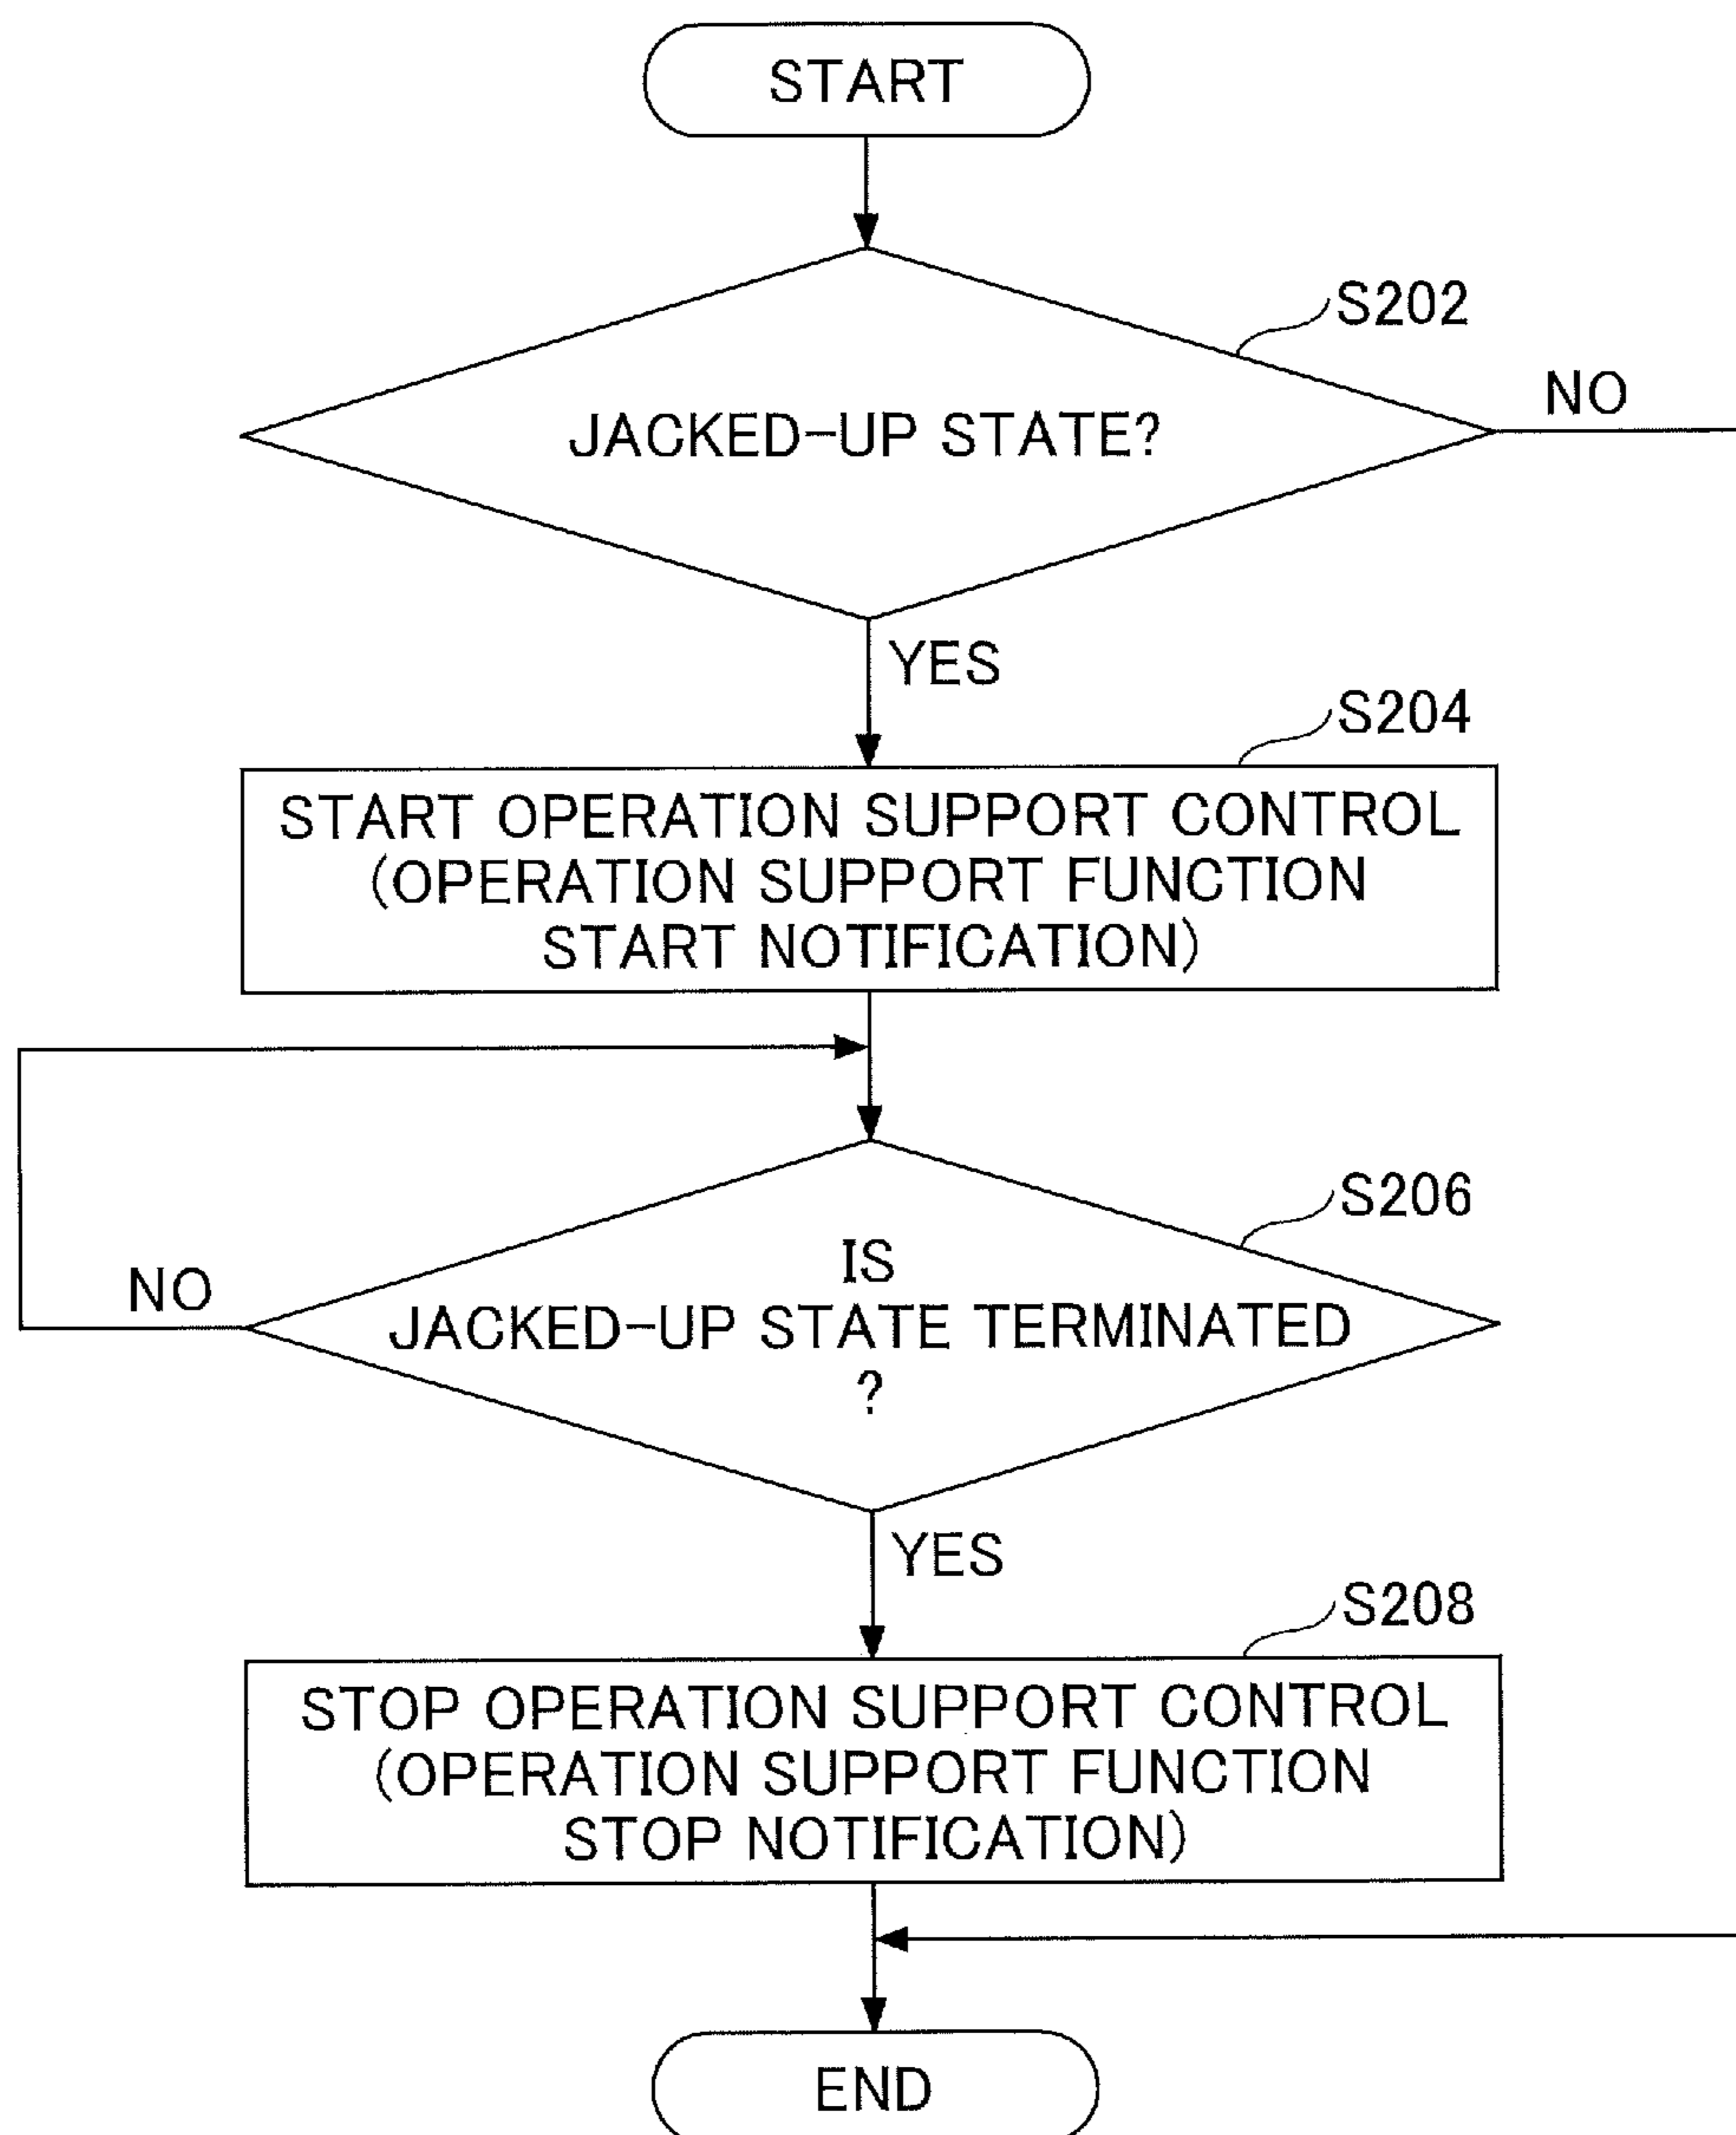 START
S202
JACKED-UP STATE?
NO
YES
S204
START OPERATION SUPPORT CONTROL
(OPERATION SUPPORT FUNCTION
START NOTIFICATION)
S206
IS
JACKED-UP STATE TERMINATED
?
NO
YES
S208
STOP OPERATION SUPPORT CONTROL
(OPERATION SUPPORT FUNCTION
STOP NOTIFICATION)
END